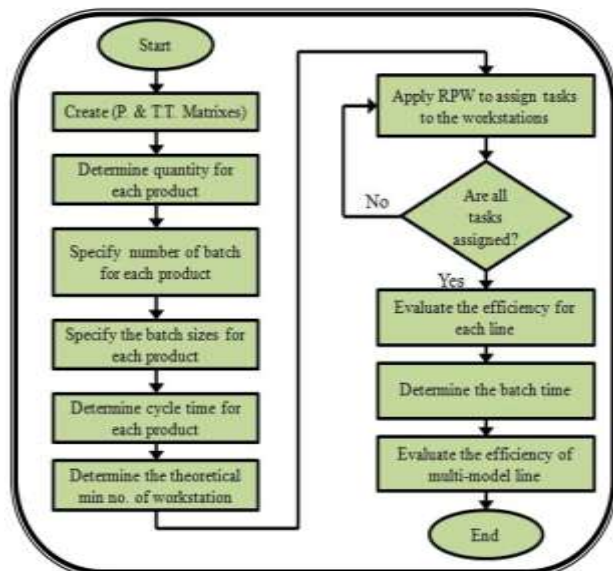 Start
Create (P. & T.T. Matrixes)
Determine quantity for
each product
Specify number of batch
for each product
Specify the batch sizes for
each product
Determine cycle time for
each product
Determine the theoretical
min no. of workstation
Apply RPW to assign tasks
to the workstations
Are all
tasks
assigned?
No
Yes
Evaluate the efficiency for
each line
Determine the batch time
Evaluate the efficiency of
multi-model line
End